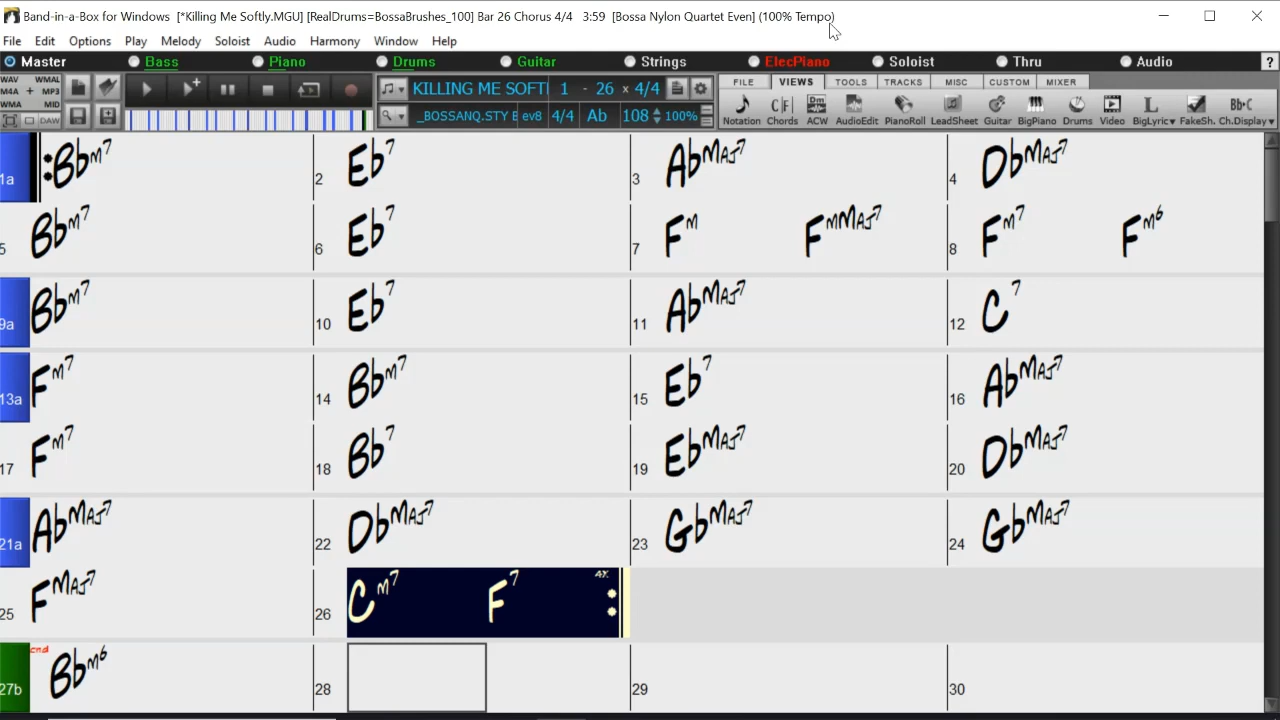 Band-in-a-Box for Windows [*Killing Me Softly.MGU] [RealDrums=BossaBrushes_100] Bar 26 Chorus 4/4 3:59 [Bossa Nylon Quartet Even] (100% Tempo)
File Edit Options Play Melody Soloist Audio Harmony Window Help
Master Bass Piano Drums Guitar Strings ElecPiano Soloist Thru Audio ?
WAV WMAL
M4A + MP3
WMA MID
DAW
KILLING ME SOFTI 1 - 26 x 4/4
_BOSSANQ.STY E ev8 4/4 Ab 108 100%
FILE VIEWS TOOLS TRACKS MISC CUSTOM MIXER
C|F Dm Bb·C
Notation Chords ACW AudioEdit PianoRoll LeadSheet Guitar BigPiano Drums Video BigLyric FakeSh. Ch.Display
1a Bbm7 2 Eb7 3 AbMAJ7 4 DbMAJ7
5 Bbm7 6 Eb7 7 Fm FmMAJ7 8 Fm7 Fm6
9a Bbm7 10 Eb7 11 AbMAJ7 12 C7
13a Fm7 14 Bbm7 15 Eb7 16 AbMAJ7
17 Fm7 18 Bb7 19 EbMAJ7 20 DbMAJ7
21a AbMAJ7 22 DbMAJ7 23 GbMAJ7 24 GbMAJ7
25 FMAJ7 26 Cm7 F7 4x
27b end Bbm6 28 29 30